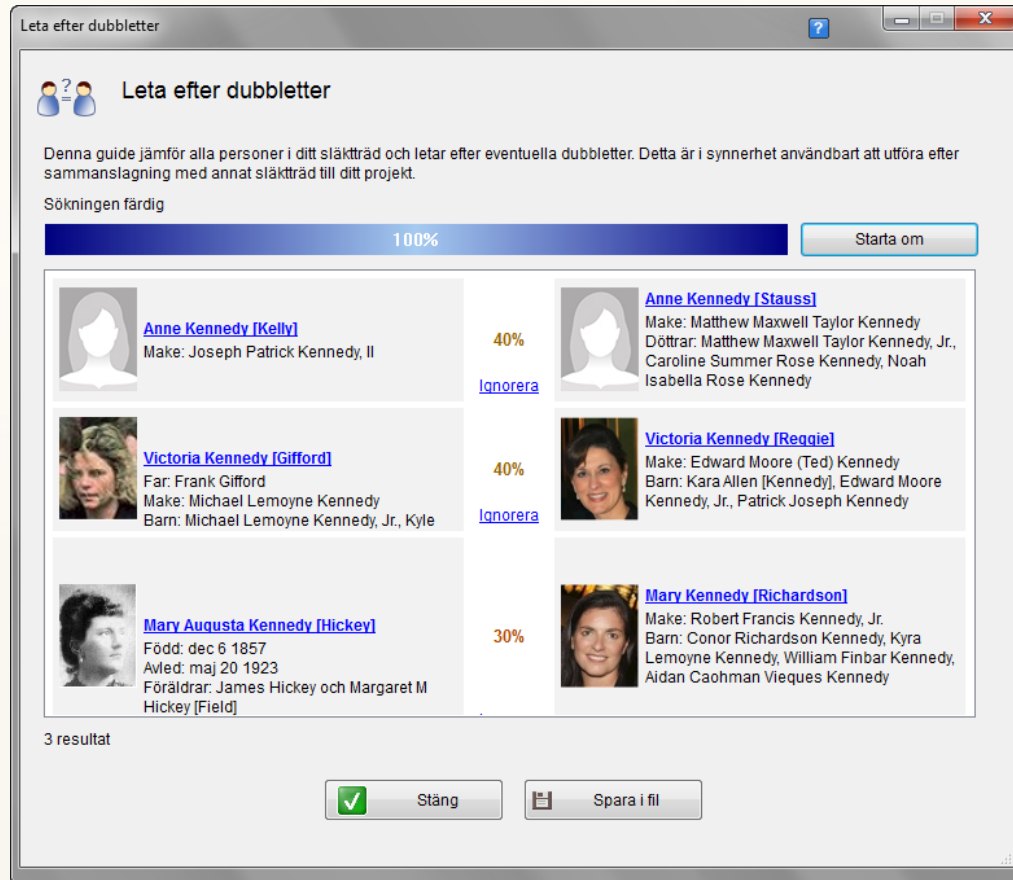 Leta efter dubbletter
?
Leta efter dubbletter
Denna guide jämför alla personer i ditt släktträd och letar efter eventuella dubbletter. Detta är i synnerhet användbart att utföra efter
sammanslagning med annat släktträd till ditt projekt.
Sökningen färdig
100%
Starta om
Anne Kennedy [Kelly]
Make: Joseph Patrick Kennedy, II
40%
Ignorera
Anne Kennedy [Stauss]
Make: Matthew Maxwell Taylor Kennedy
Döttrar: Matthew Maxwell Taylor Kennedy, Jr.,
Caroline Summer Rose Kennedy, Noah
Isabella Rose Kennedy
Victoria Kennedy [Gifford]
Far: Frank Gifford
Make: Michael Lemoyne Kennedy
Barn: Michael Lemoyne Kennedy, Jr., Kyle
40%
Ignorera
Victoria Kennedy [Reggie]
Make: Edward Moore (Ted) Kennedy
Barn: Kara Allen [Kennedy], Edward Moore
Kennedy, Jr., Patrick Joseph Kennedy
Mary Augusta Kennedy [Hickey]
Född: dec 6 1857
Avled: maj 20 1923
Föräldrar: James Hickey och Margaret M
Hickey [Field]
30%
Mary Kennedy [Richardson]
Make: Robert Francis Kennedy, Jr.
Barn: Conor Richardson Kennedy, Kyra
Lemoyne Kennedy, William Finbar Kennedy,
Aidan Caohman Vieques Kennedy
3 resultat
Stäng
Spara i fil